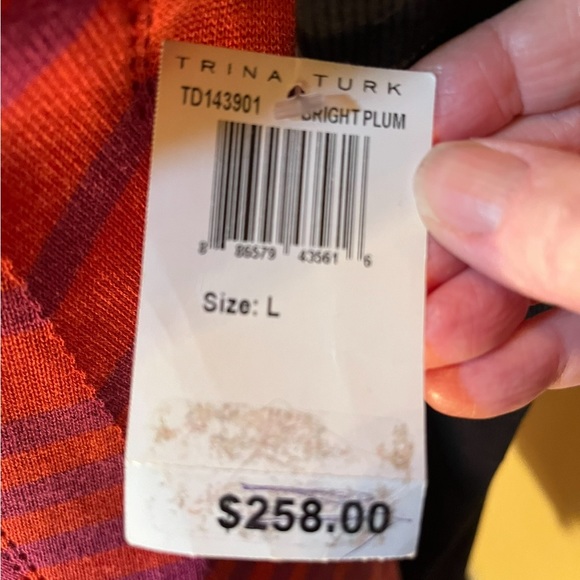 TRINA TURK
TD143901 BRIGHT PLUM
8 86579 43561 6
Size: L
$258.00